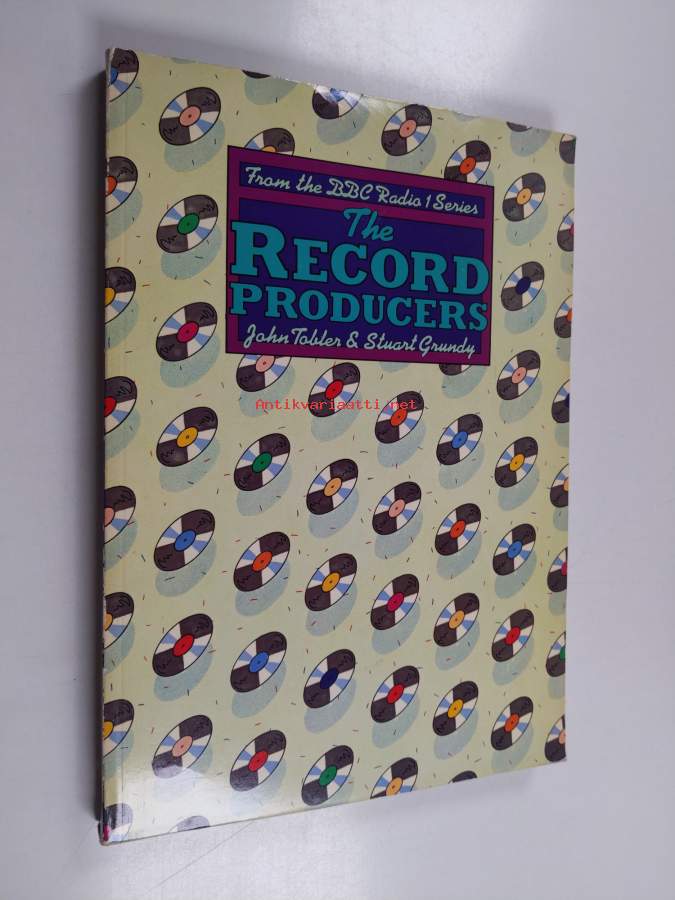 From the BBC Radio 1 Series
The
RECORD
PRODUCERS
John Tobler & Stuart Grundy
Antikvariaatti.net